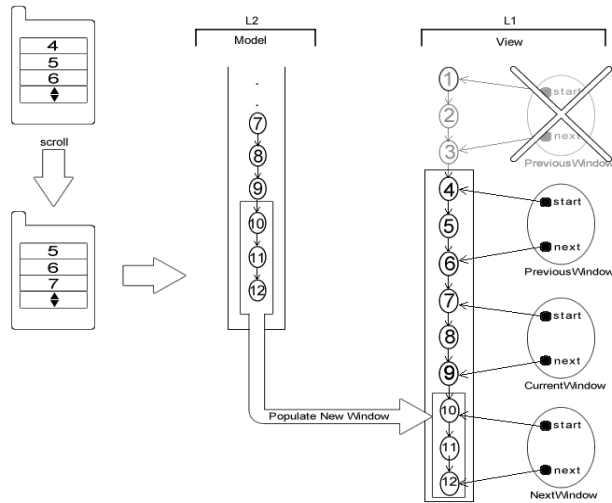 4
5
6
scroll
5
6
7
L2
Model
.
.
7
8
9
10
11
12
Populate New Window
L1
View
1
2
3
4
5
6
7
8
9
10
11
12
start
next
PreviousWindow
start
next
PreviousWindow
start
next
CurrentWindow
start
next
NextWindow